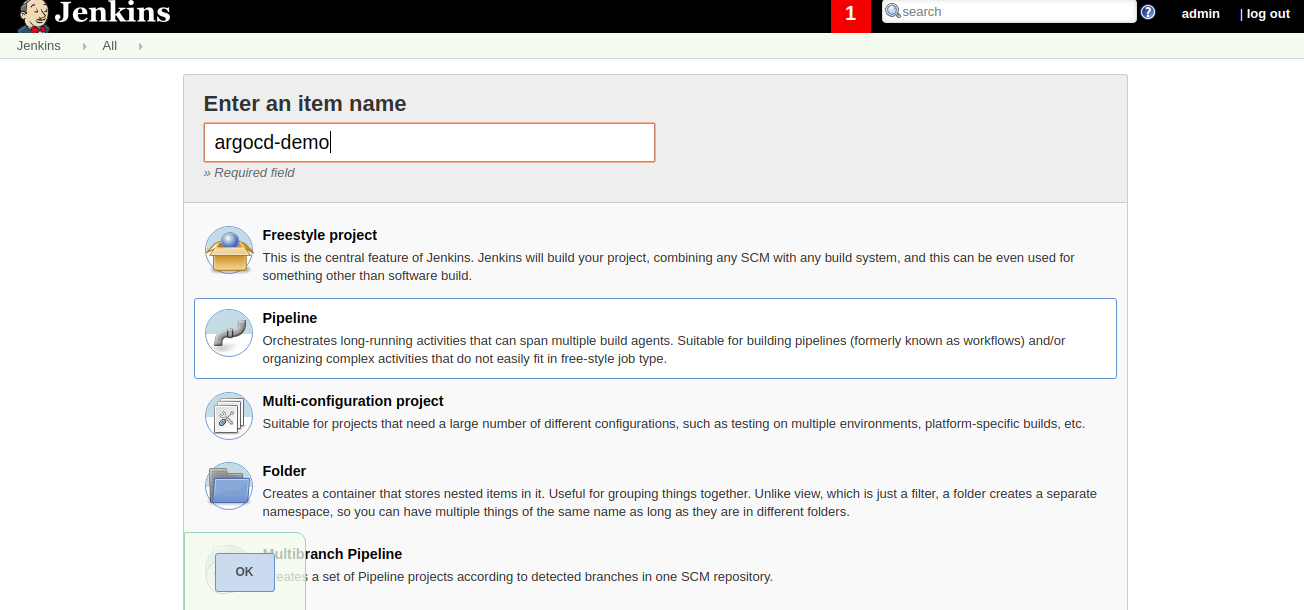 Jenkins
1
search
admin
| log out
Jenkins
All
Enter an item name
argocd-demo
» Required field
Freestyle project
This is the central feature of Jenkins. Jenkins will build your project, combining any SCM with any build system, and this can be even used for
something other than software build.
Pipeline
Orchestrates long-running activities that can span multiple build agents. Suitable for building pipelines (formerly known as workflows) and/or
organizing complex activities that do not easily fit in free-style job type.
Multi-configuration project
Suitable for projects that need a large number of different configurations, such as testing on multiple environments, platform-specific builds, etc.
Folder
Creates a container that stores nested items in it. Useful for grouping things together. Unlike view, which is just a filter, a folder creates a separate
namespace, so you can have multiple things of the same name as long as they are in different folders.
Multibranch Pipeline
OK
Creates a set of Pipeline projects according to detected branches in one SCM repository.